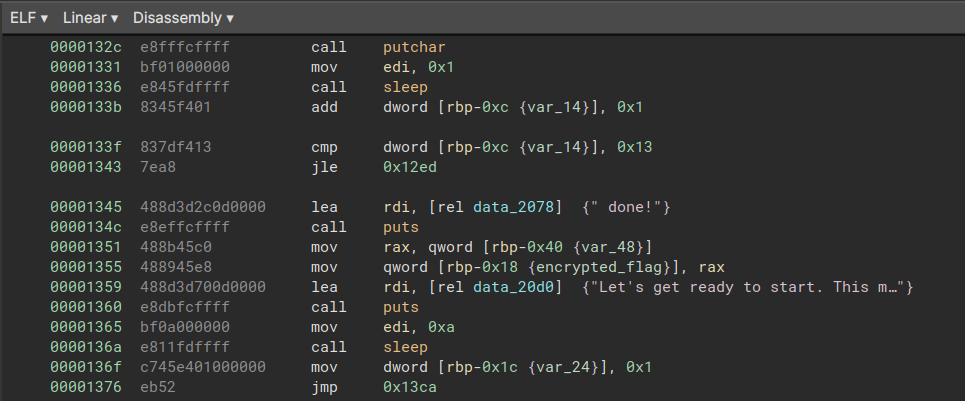 ELF ▾ Linear ▾ Disassembly ▾
0000132c e8fffcffff call putchar
00001331 bf01000000 mov edi, 0x1
00001336 e845fdffff call sleep
0000133b 8345f401 add dword [rbp-0xc {var_14}], 0x1
0000133f 837df413 cmp dword [rbp-0xc {var_14}], 0x13
00001343 7ea8 jle 0x12ed
00001345 488d3d2c0d0000 lea rdi, [rel data_2078] {" done!"}
0000134c e8effcffff call puts
00001351 488b45c0 mov rax, qword [rbp-0x40 {var_48}]
00001355 488945e8 mov qword [rbp-0x18 {encrypted_flag}], rax
00001359 488d3d700d0000 lea rdi, [rel data_20d0] {"Let's get ready to start. This m…"}
00001360 e8dbfcffff call puts
00001365 bf0a000000 mov edi, 0xa
0000136a e811fdffff call sleep
0000136f c745e401000000 mov dword [rbp-0x1c {var_24}], 0x1
00001376 eb52 jmp 0x13ca